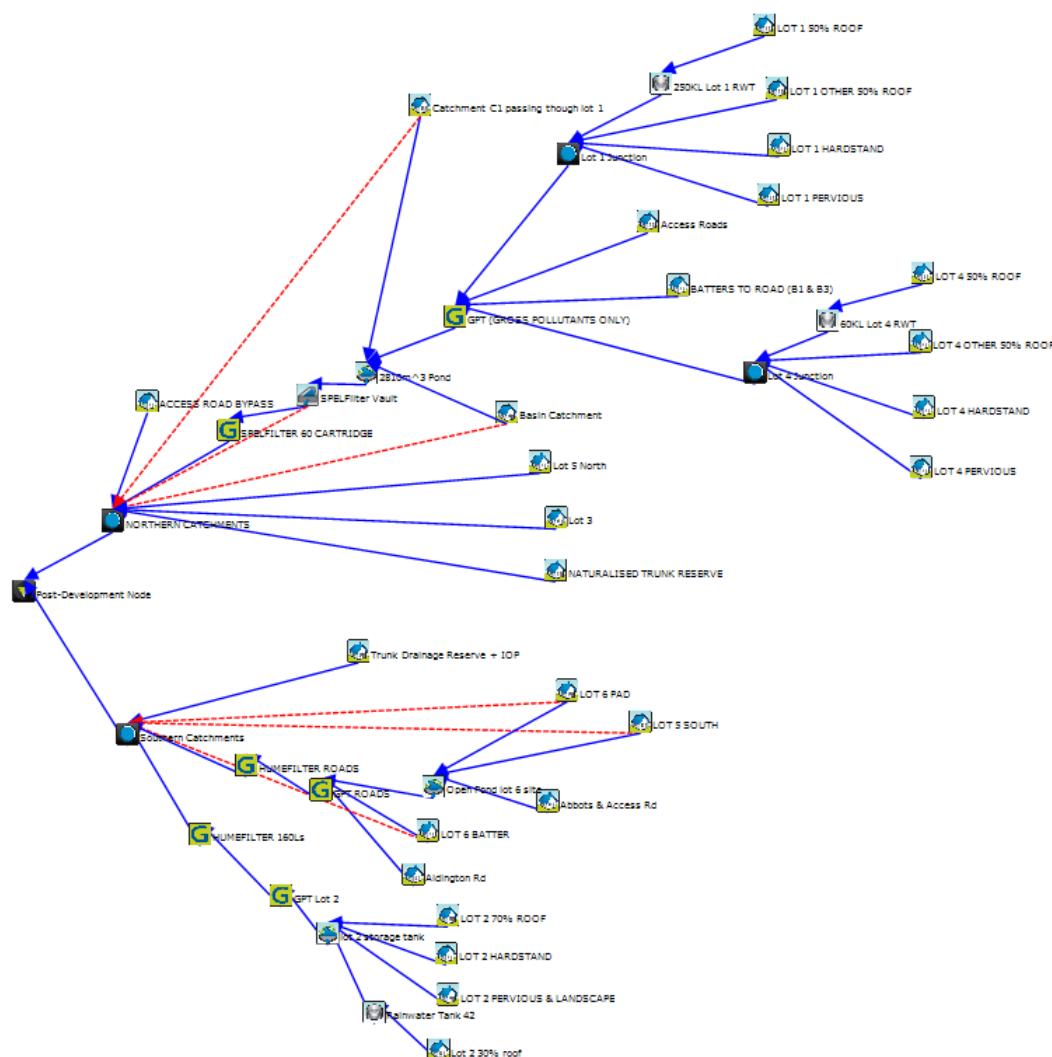 LOT 1 50% ROOF
250KL Lot 1 RWT
LOT 1 OTHER 50% ROOF
Catchment C1 passing though lot 1
LOT 1 HARDSTAND
Lot 1 Junction
LOT 1 PERVIOUS
Access Roads
LOT 4 50% ROOF
BATTERS TO ROAD (B1 & B3)
GPT (GROSS POLLUTANTS ONLY)
60KL Lot 4 RWT
LOT 4 OTHER 50% ROOF
Lot 4 Junction
2810m^3 Pond
SPELFilter Vault
ACCESS ROAD BYPASS
Basin Catchment
LOT 4 HARDSTAND
SPELFILTER 60 CARTRIDGE
Lot 5 North
LOT 4 PERVIOUS
Lot 3
NORTHERN CATCHMENTS
NATURALISED TRUNK RESERVE
Post-Development Node
Trunk Drainage Reserve + IOP
LOT 6 PAD
LOT 5 SOUTH
Southern Catchments
HUMEFILTER ROADS
GPT ROADS
Open Pond lot 6 site
Abbots & Access Rd
LOT 6 BATTER
HUMEFILTER 160Ls
Aldington Rd
GPT Lot 2
LOT 2 70% ROOF
lot 2 storage tank
LOT 2 HARDSTAND
LOT 2 PERVIOUS & LANDSCAPE
Rainwater Tank 42
Lot 2 30% roof